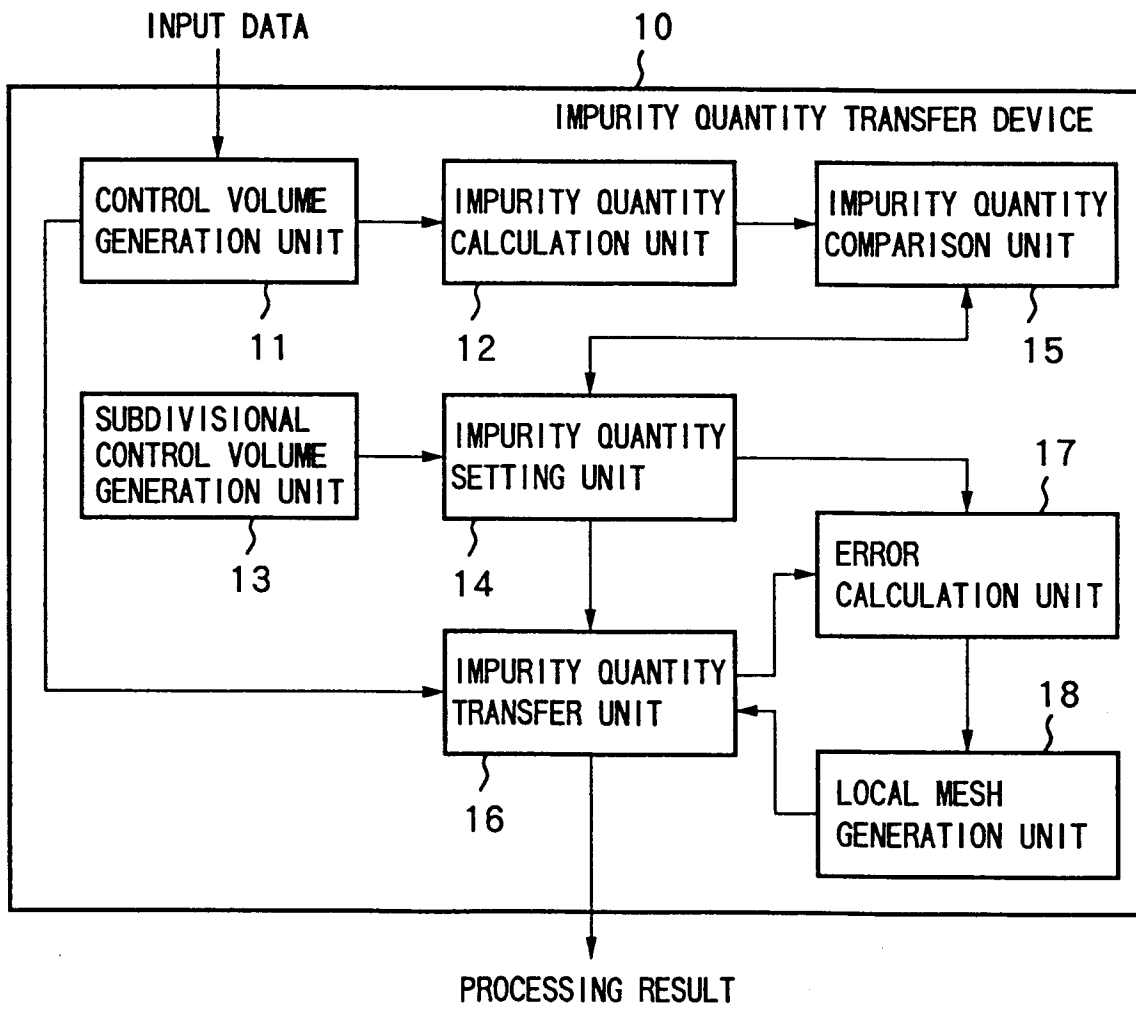 INPUT DATA
10
IMPURITY QUANTITY TRANSFER DEVICE
CONTROL VOLUME
GENERATION UNIT
11
IMPURITY QUANTITY
CALCULATION UNIT
12
IMPURITY QUANTITY
COMPARISON UNIT
15
SUBDIVISIONAL
CONTROL VOLUME
GENERATION UNIT
13
IMPURITY QUANTITY
SETTING UNIT
14
17
ERROR
CALCULATION UNIT
IMPURITY QUANTITY
TRANSFER UNIT
16
18
LOCAL MESH
GENERATION UNIT
PROCESSING RESULT